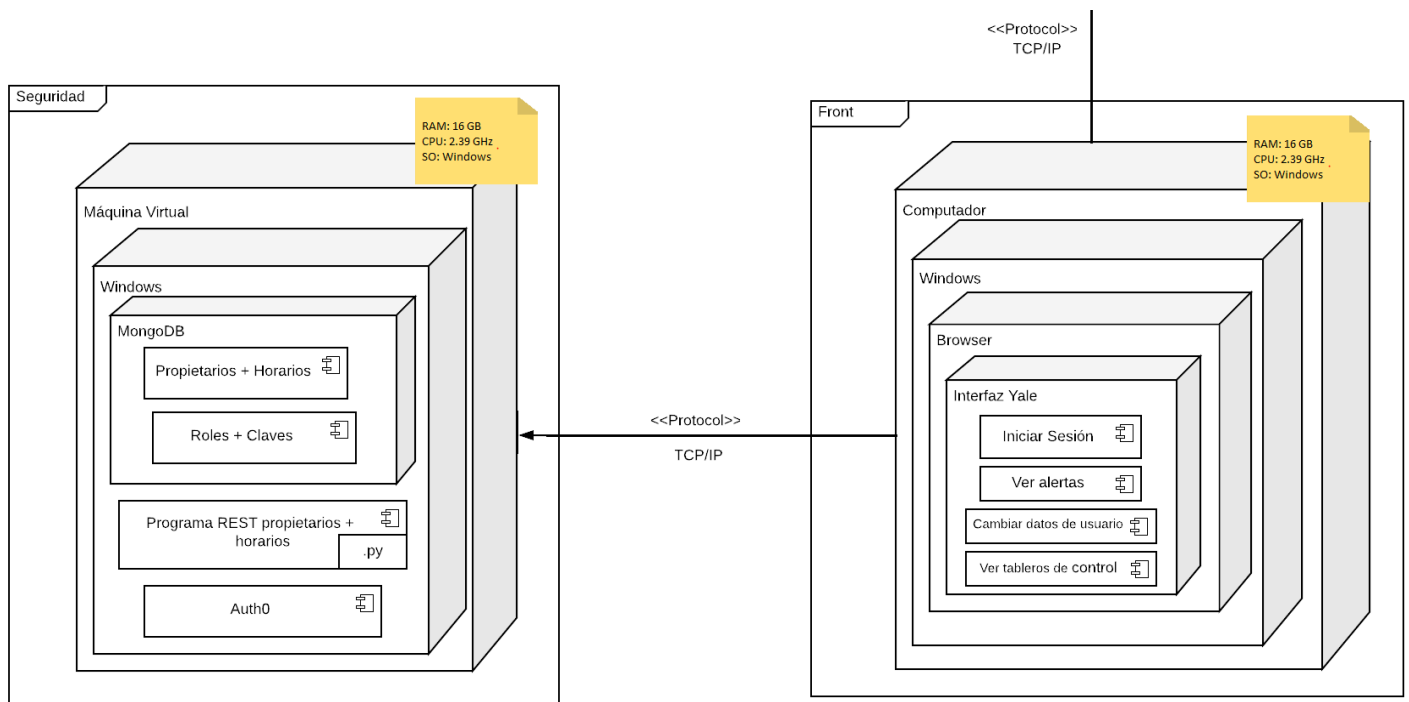 <<Protocol>>
TCP/IP
Seguridad
RAM: 16 GB
CPU: 2.39 GHz
SO: Windows
Máquina Virtual
Windows
MongoDB
Propietarios + Horarios
Roles + Claves
Programa REST propietarios +
horarios
.py
Auth0
<<Protocol>>
TCP/IP
Front
RAM: 16 GB
CPU: 2.39 GHz
SO: Windows
Computador
Windows
Browser
Interfaz Yale
Iniciar Sesión
Ver alertas
Cambiar datos de usuario
Ver tableros de control